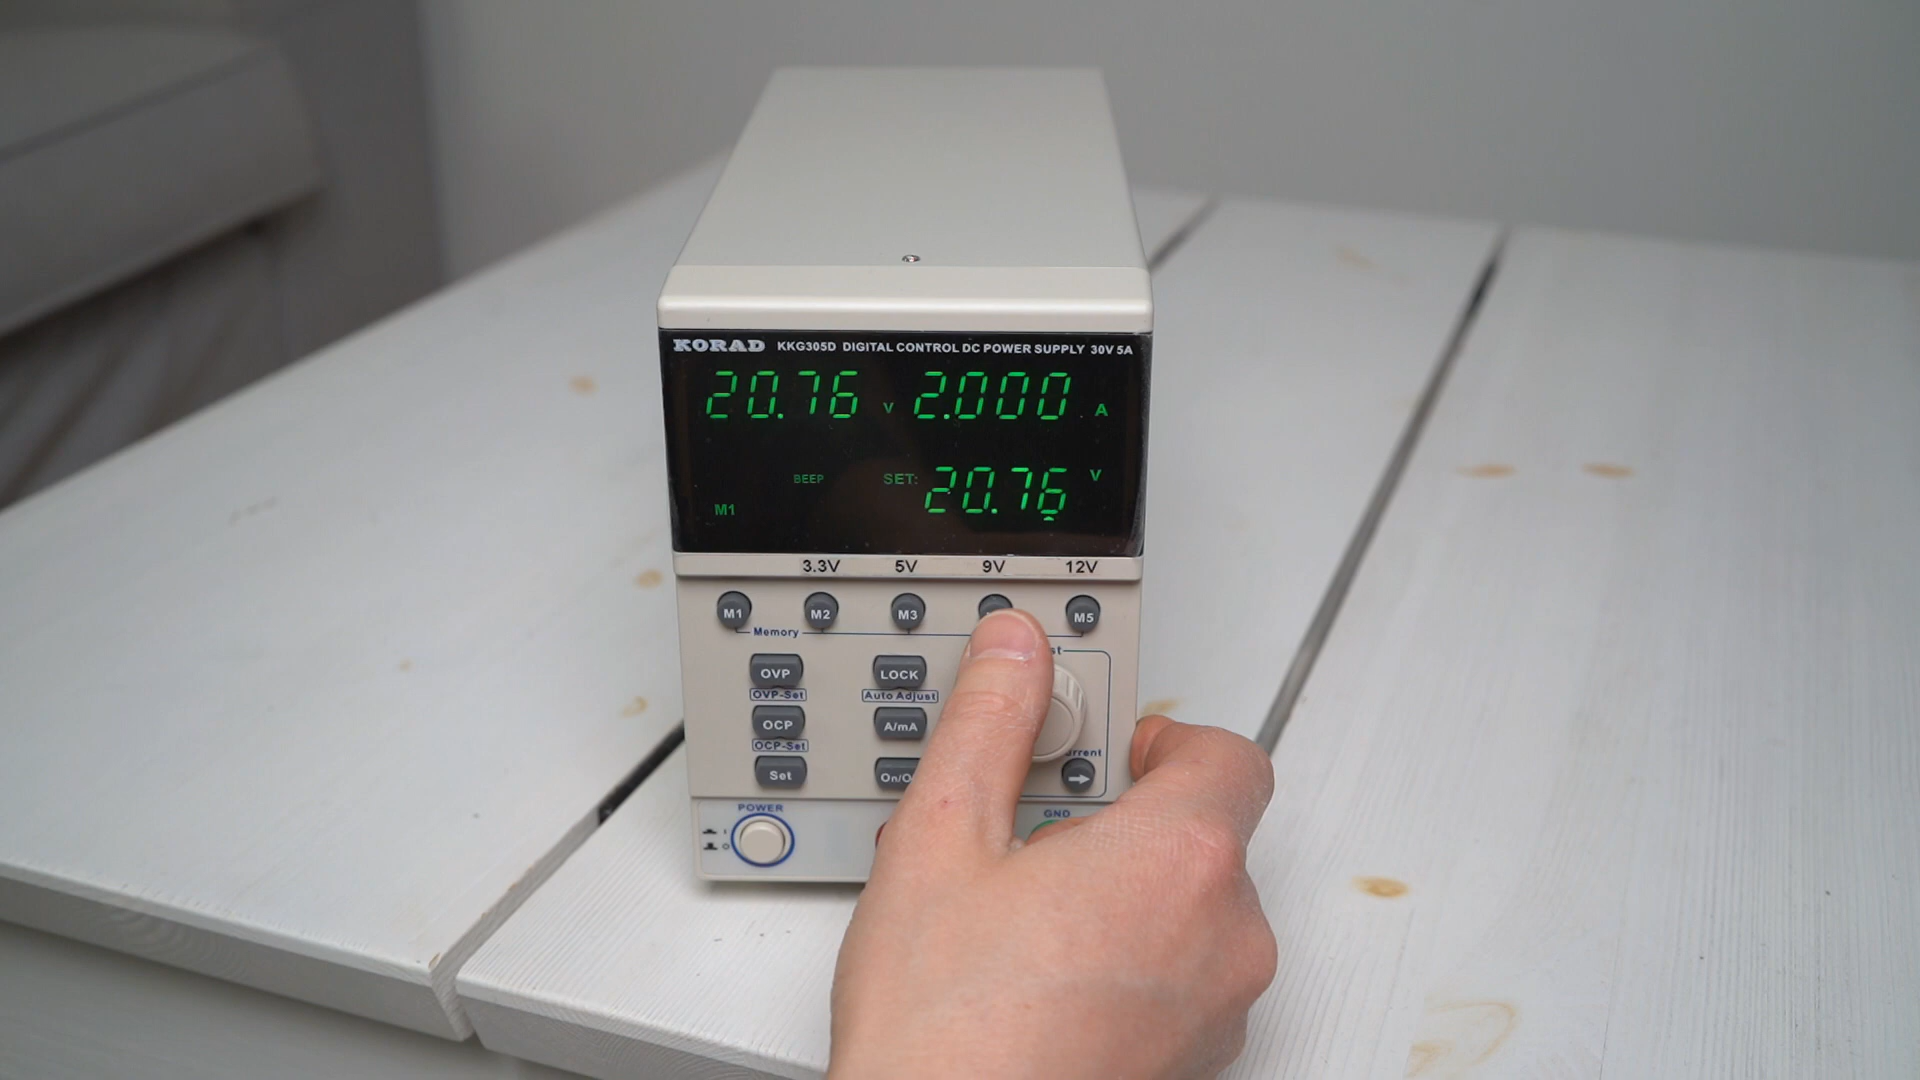 KORAD KKG305D DIGITAL CONTROL DC POWER SUPPLY 30V 5A
20.76 V 2.000 A
BEEP SET: 20.76 V
M1
3.3V 5V 9V 12V
M1 M2 M3 M5
Memory
OVP LOCK
OVP-Set Auto Adjust
OCP A/mA
OCP-Set
Set
POWER GND
I
O